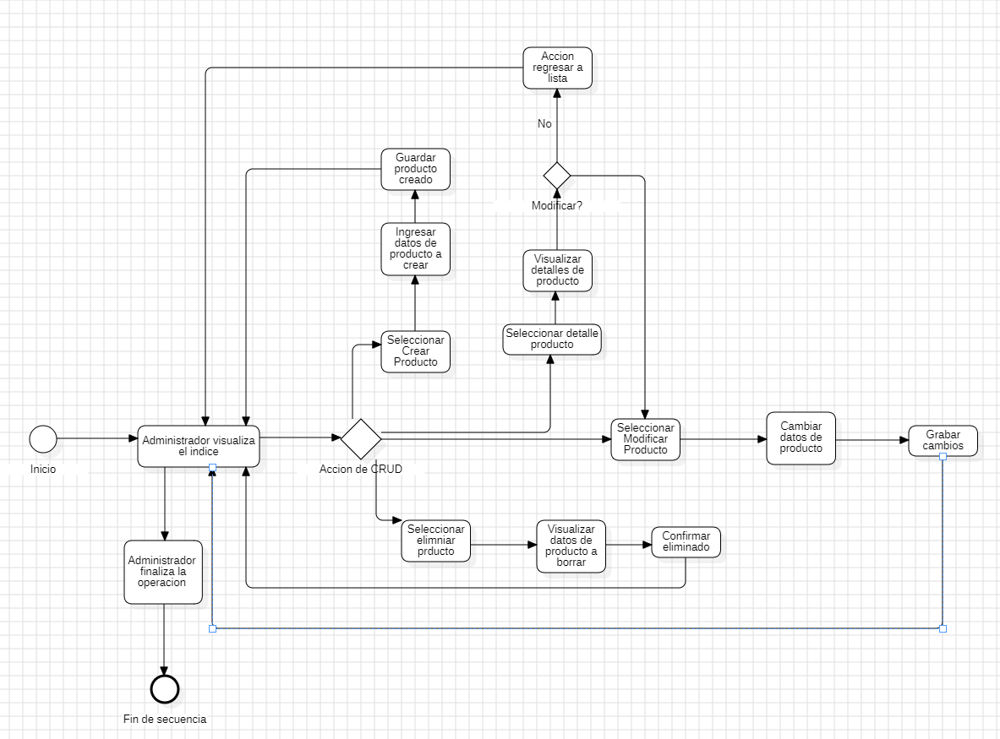 Accion
regresar a
lista
No
Guardar
producto
creado
Modificar?
Ingresar
datos de
producto a
crear
Visualizar
detalles de
producto
Seleccionar detalle
producto
Seleccionar
Crear
Producto
Inicio
Administrador visualiza
el indice
Accion de CRUD
Seleccionar
Modificar
Producto
Cambiar
datos de
producto
Grabar
cambios
Seleccionar
elimniar
prducto
Visualizar
datos de
producto a
borrar
Confirmar
eliminado
Administrador
finaliza la
operacion
Fin de secuencia